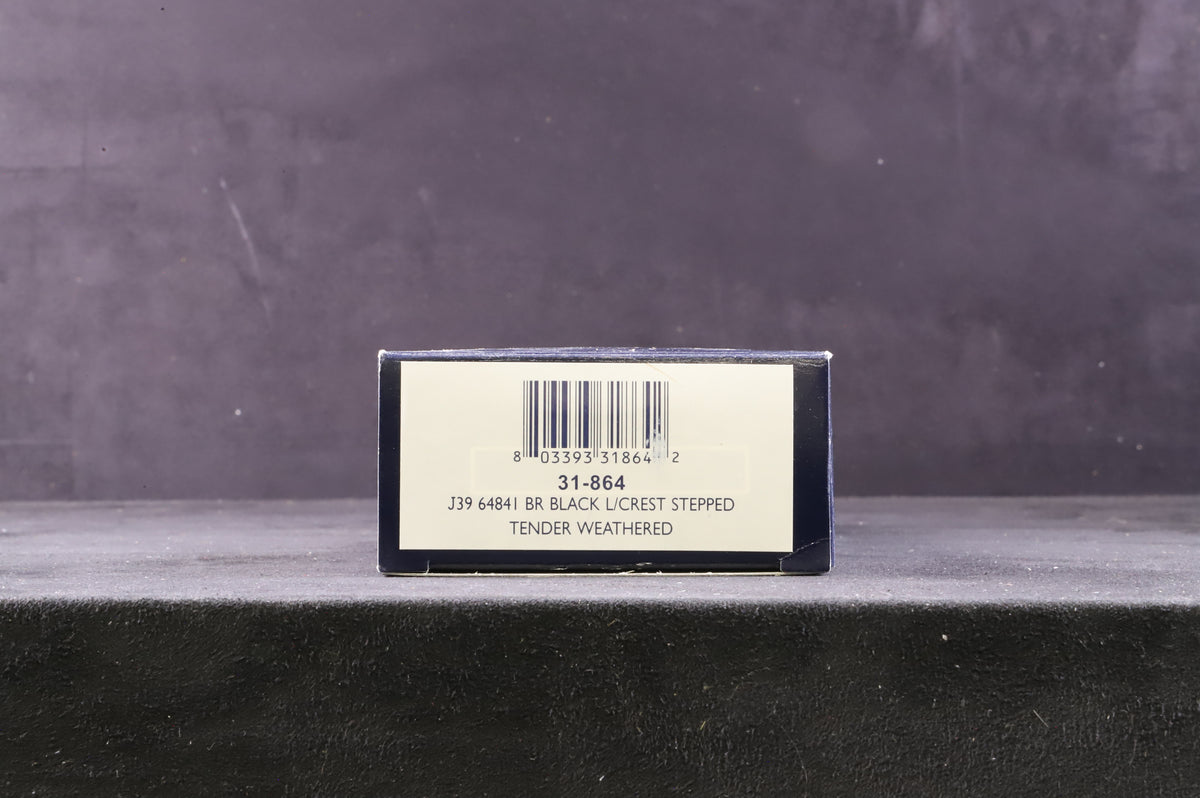 8 03393 31864 2
31-864
J39 64841 BR BLACK L/CREST STEPPED
TENDER WEATHERED